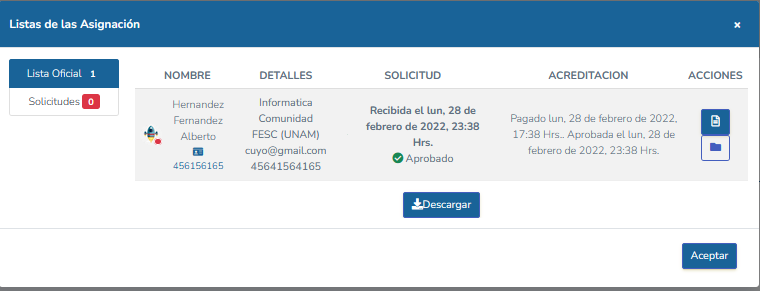 Listas de las Asignación
×
Lista Oficial 1
Solicitudes 0
NOMBRE DETALLES SOLICITUD ACREDITACION ACCIONES
Hernandez
Fernandez
Alberto
456156165
Informatica
Comunidad
FESC (UNAM)
cuyo@gmail.com
45641564165
Recibida el lun, 28 de
febrero de 2022, 23:38
Hrs.
Aprobado
Pagado lun, 28 de febrero de 2022,
17:38 Hrs.. Aprobada el lun, 28 de
febrero de 2022, 23:38 Hrs.
Descargar
Aceptar